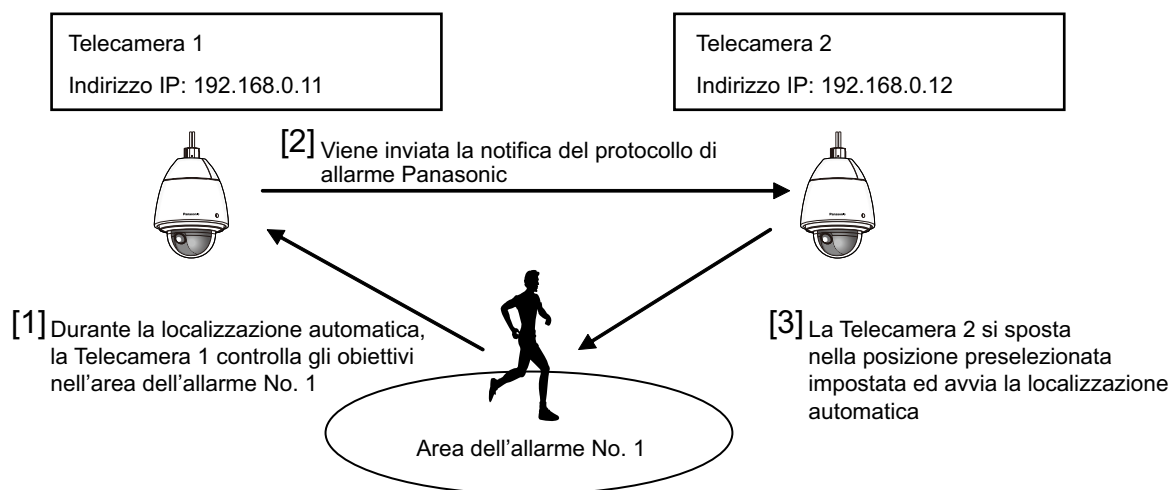 Telecamera 1
Indirizzo IP: 192.168.0.11
Telecamera 2
Indirizzo IP: 192.168.0.12
[2] Viene inviata la notifica del protocollo di
allarme Panasonic
Panasonic
Panasonic
[1] Durante la localizzazione automatica,
la Telecamera 1 controlla gli obiettivi
nell'area dell'allarme No. 1
[3] La Telecamera 2 si sposta
nella posizione preselezionata
impostata ed avvia la localizzazione
automatica
Area dell'allarme No. 1